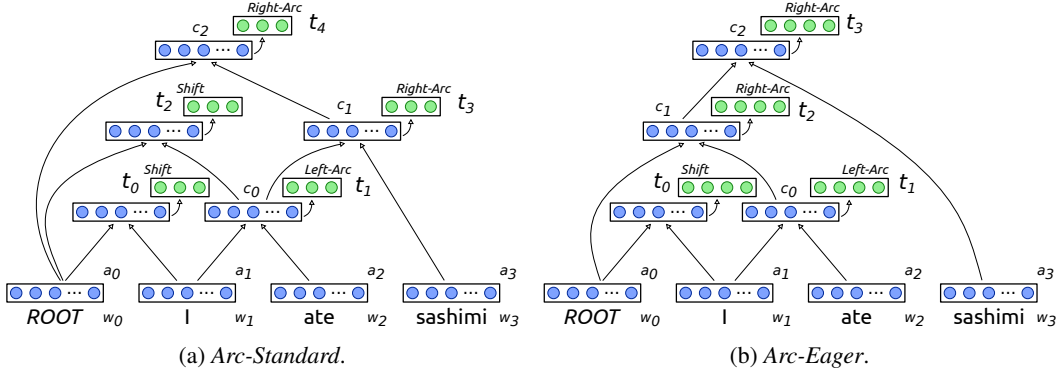 Right-Arc
c2
t4
Shift
t2
Right-Arc
c1
t3
Shift
t0
Left-Arc
c0
t1
a0 a1 a2 a3
ROOT w0 I w1 ate w2 sashimi w3
(a) Arc-Standard.
Right-Arc
c2
t3
Right-Arc
c1
t2
Shift
t0
Left-Arc
c0
t1
a0 a1 a2 a3
ROOT w0 I w1 ate w2 sashimi w3
(b) Arc-Eager.